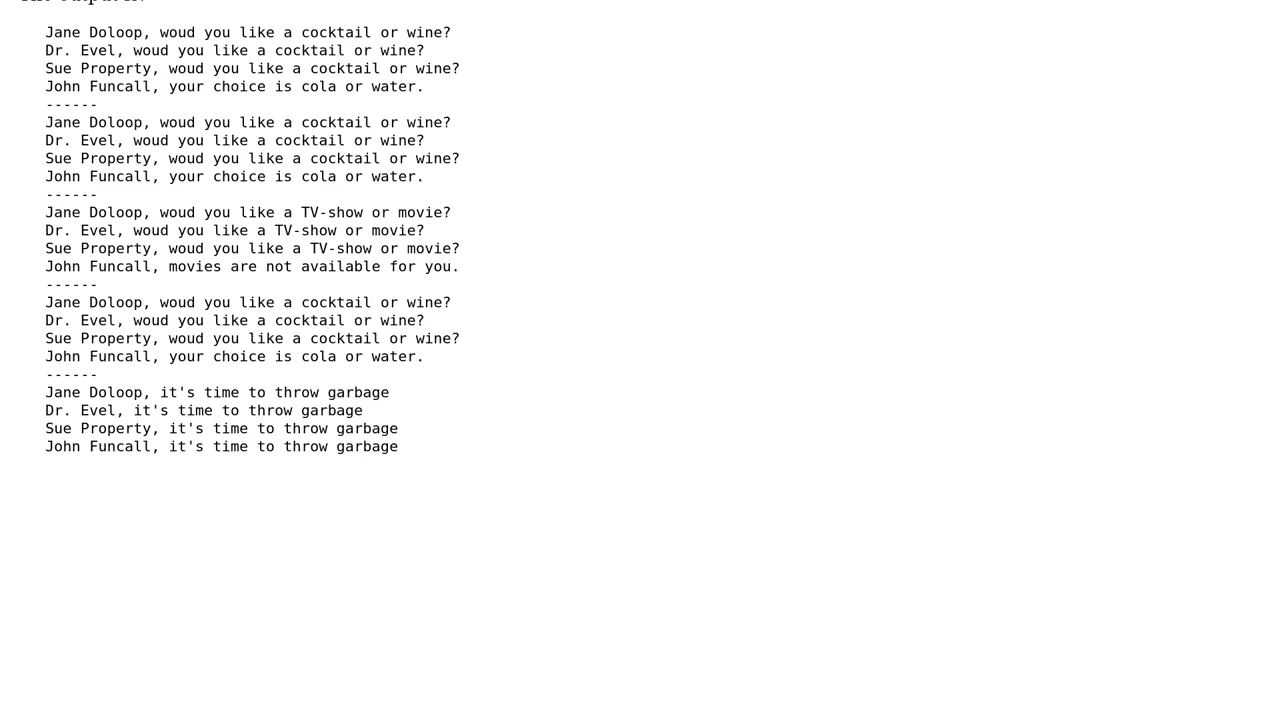 Jane Doloop, woud you like a cocktail or wine?
Dr. Evel, woud you like a cocktail or wine?
Sue Property, woud you like a cocktail or wine?
John Funcall, your choice is cola or water.
------
Jane Doloop, woud you like a cocktail or wine?
Dr. Evel, woud you like a cocktail or wine?
Sue Property, woud you like a cocktail or wine?
John Funcall, your choice is cola or water.
------
Jane Doloop, woud you like a TV-show or movie?
Dr. Evel, woud you like a TV-show or movie?
Sue Property, woud you like a TV-show or movie?
John Funcall, movies are not available for you.
------
Jane Doloop, woud you like a cocktail or wine?
Dr. Evel, woud you like a cocktail or wine?
Sue Property, woud you like a cocktail or wine?
John Funcall, your choice is cola or water.
------
Jane Doloop, it's time to throw garbage
Dr. Evel, it's time to throw garbage
Sue Property, it's time to throw garbage
John Funcall, it's time to throw garbage